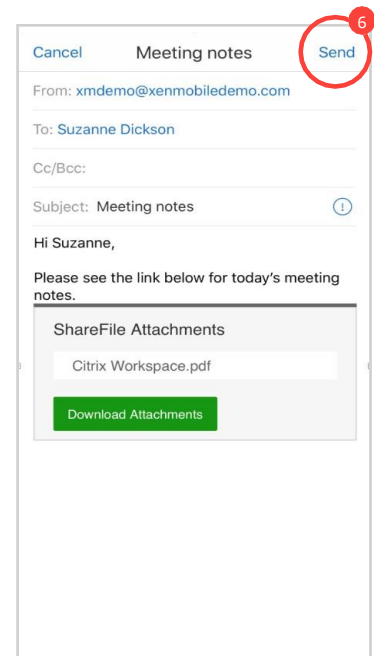 6
Cancel Meeting notes Send
From: xmdemo@xenmobiledemo.com
To: Suzanne Dickson
Cc/Bcc:
Subject: Meeting notes !
Hi Suzanne,
Please see the link below for today's meeting
notes.
ShareFile Attachments
Citrix Workspace.pdf
Download Attachments